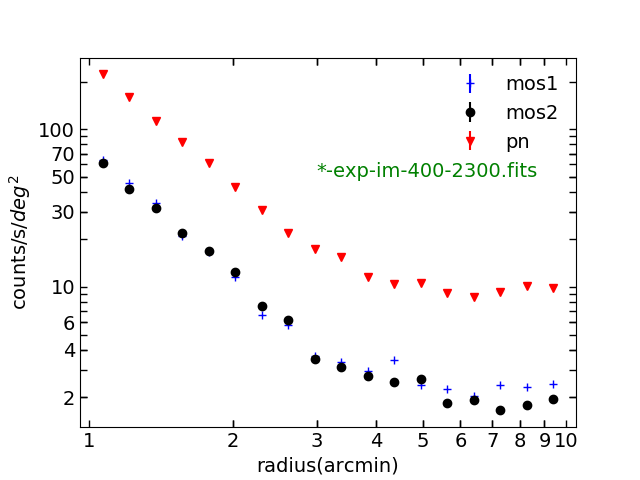 mos1
mos2
pn
*-exp-im-400-2300.fits
counts/s/deg²
100
70
50
30
10
6
4
2
1 2 3 4 5 6 7 8 9 10
radius(arcmin)